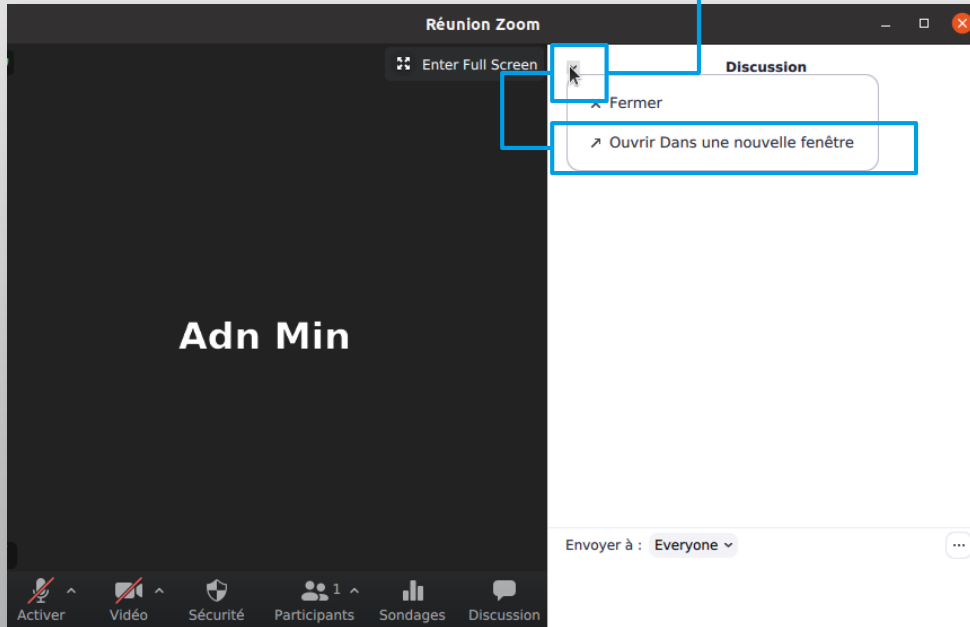 Réunion Zoom
Enter Full Screen
Discussion
Fermer
Ouvrir Dans une nouvelle fenêtre
Adn Min
Envoyer à : Everyone
Activer
Vidéo
Sécurité
1
Participants
Sondages
Discussion